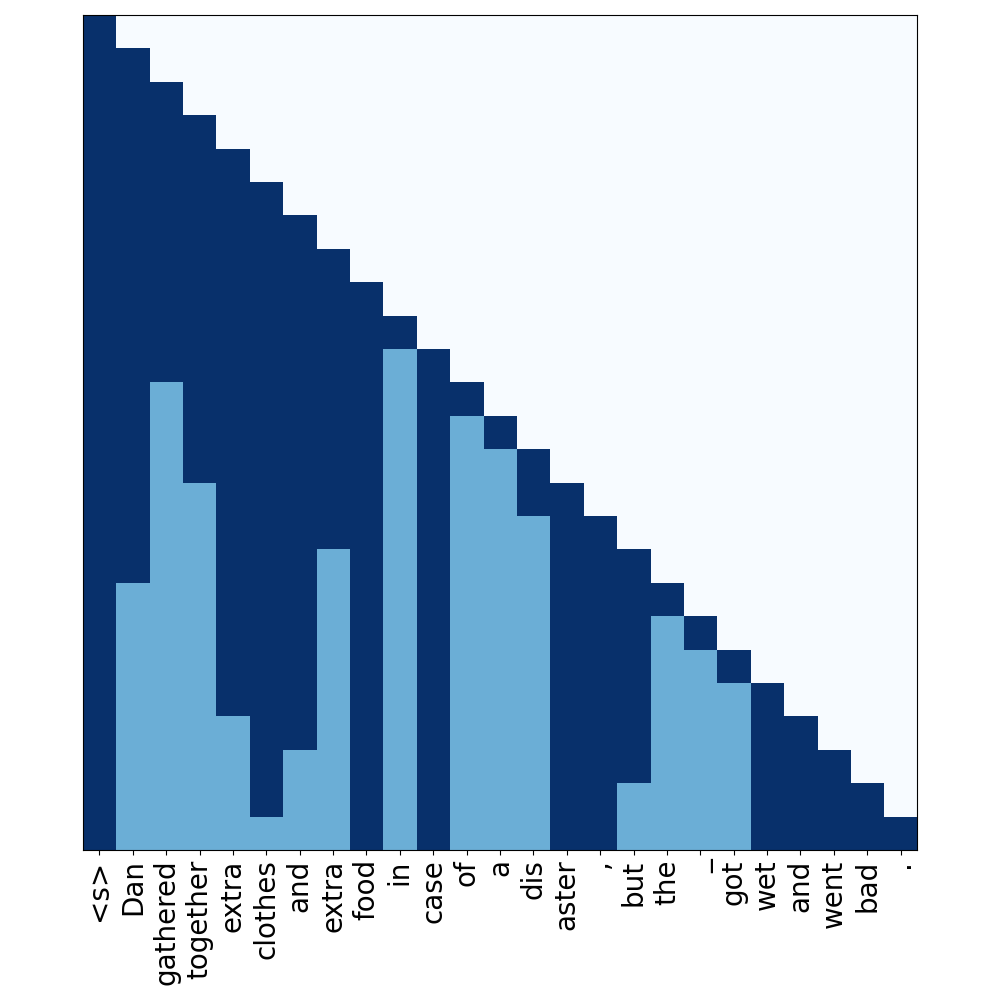 <s> Dan gathered together extra clothes and extra food in case of a dis aster , but the _ got wet and went bad .